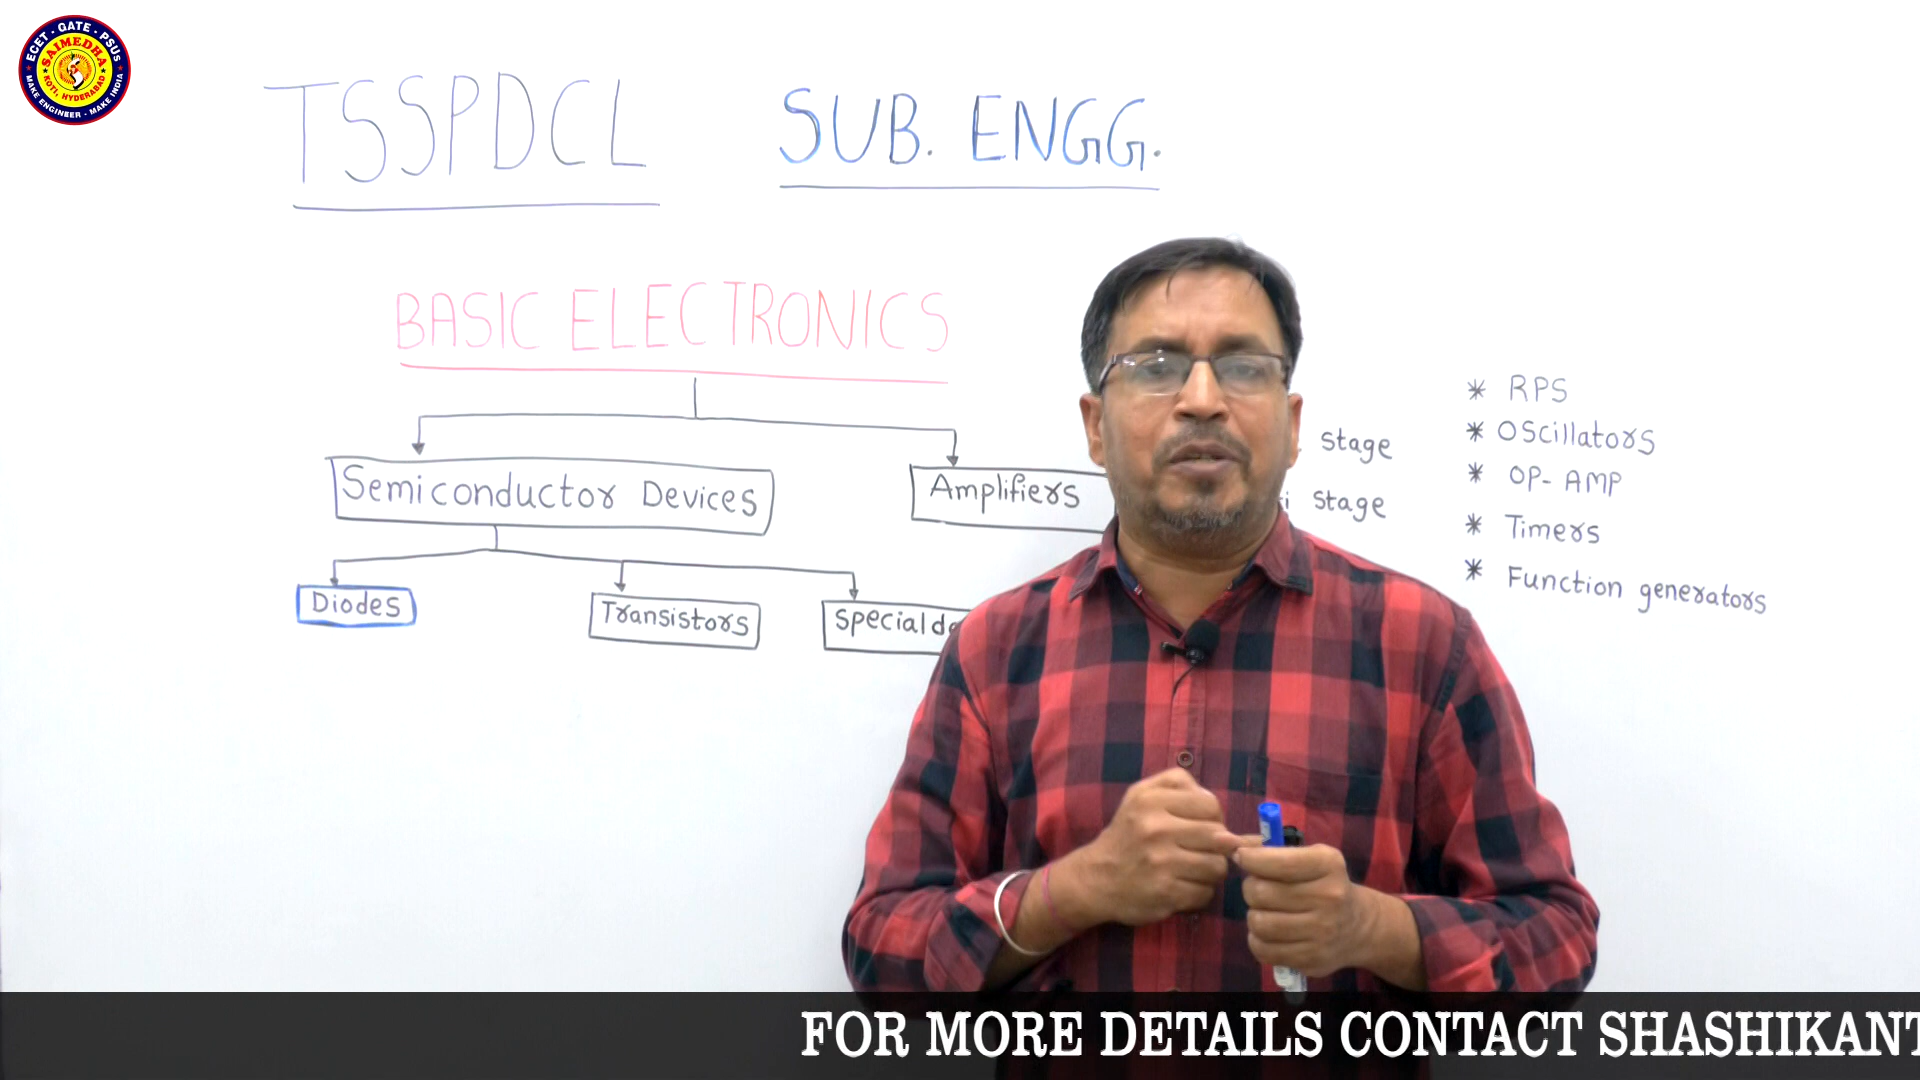 ECET - GATE - PSUS
SAIMEDHA
KOTI, HYDERABAD
MAKE ENGINEER - MAKE INDIA
TSSPDCL SUB. ENGG.
BASIC ELECTRONICS
Semiconductor Devices
Amplifiers
stage
stage
Diodes
Transistors
special
* RPS
* OScillators
* OP-AMP
* Timers
* Function generators
FOR MORE DETAILS CONTACT SHASHIKANT